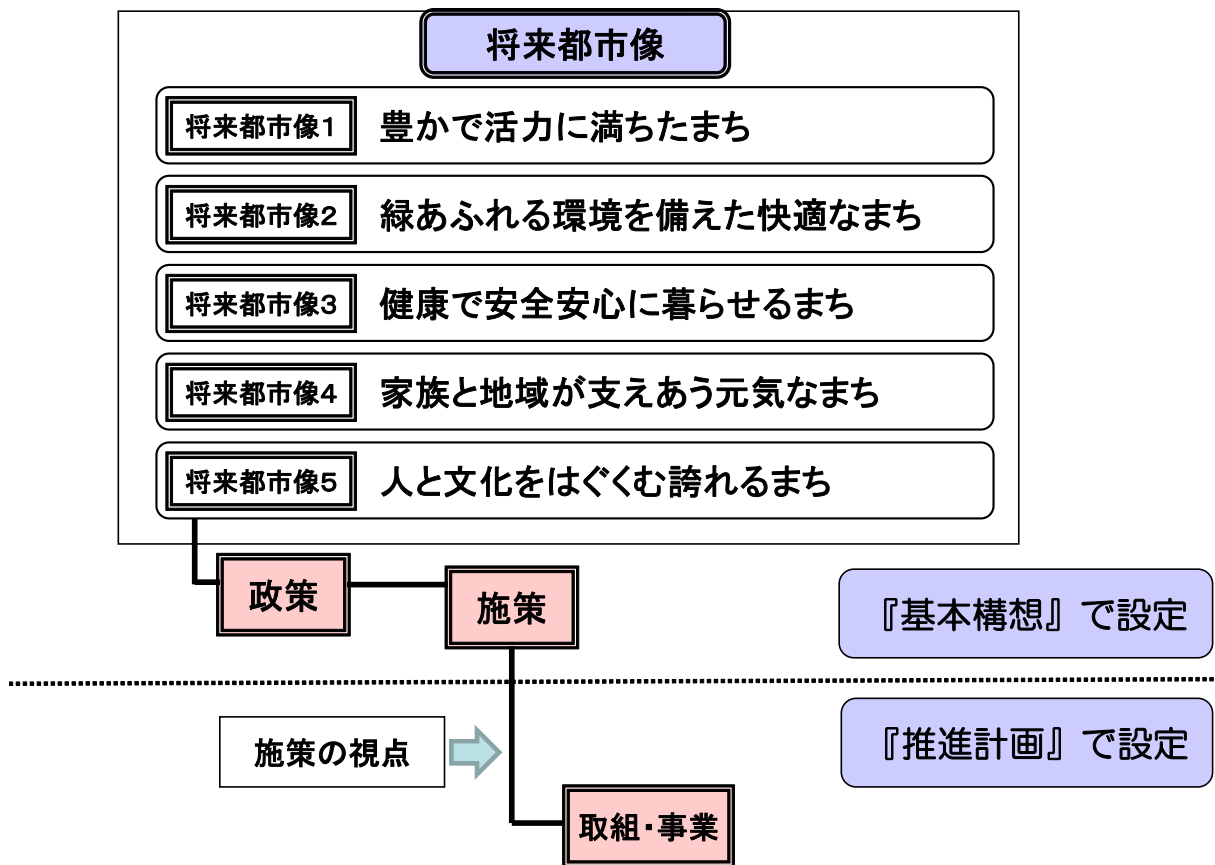 将来都市像
将来都市像1 豊かで活力に満ちたまち
将来都市像2 緑あふれる環境を備えた快適なまち
将来都市像3 健康で安全安心に暮らせるまち
将来都市像4 家族と地域が支えあう元気なまち
将来都市像5 人と文化をはぐくむ誇れるまち
政策
施策
『基本構想』で設定
施策の視点
『推進計画』で設定
取組・事業